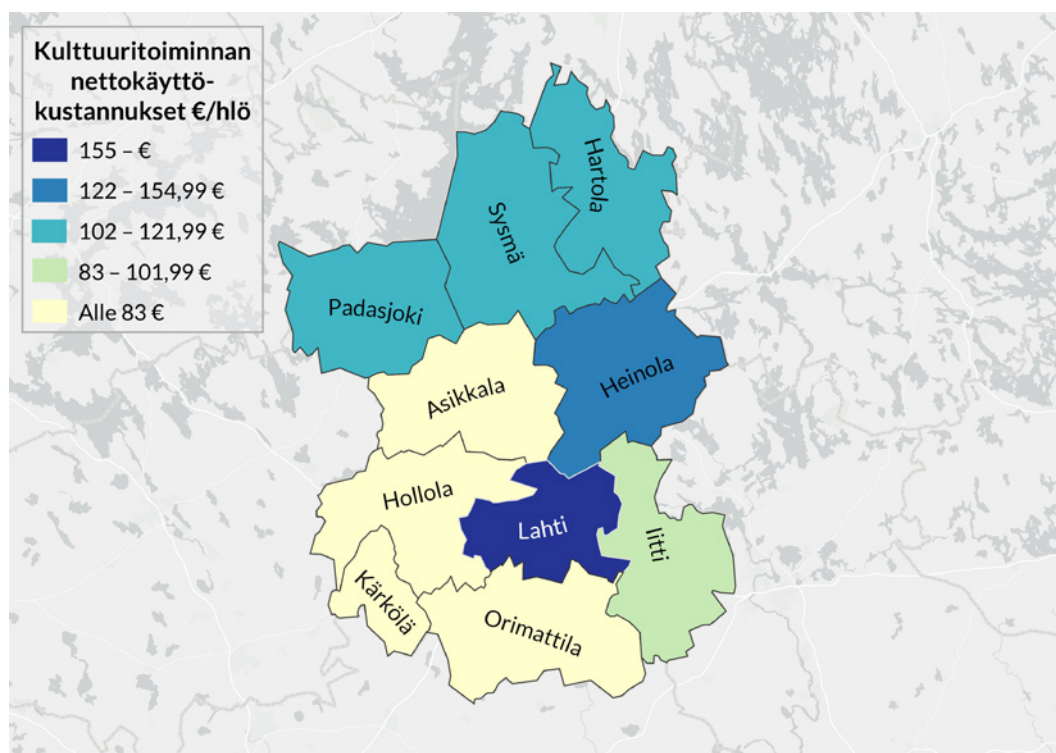 Kulttuuritoiminnan
nettokäyttö-
kustannukset €/hlö
155 – €
122 – 154,99 €
102 – 121,99 €
83 – 101,99 €
Alle 83 €
Hartola
Sysmä
Padasjoki
Heinola
Asikkala
Hollola
Lahti
Iitti
Kärkölä
Orimattila